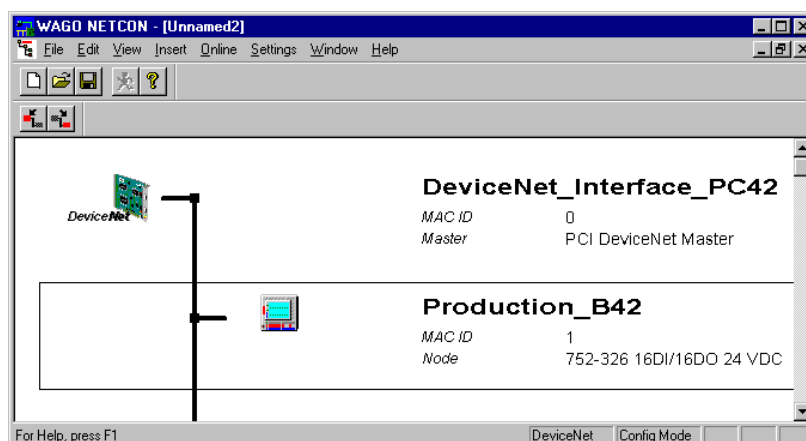 WAGO NETCON - [Unnamed2]
File Edit View Insert Online Settings Window Help
DeviceNet_Interface_PC42
DeviceNet
MAC ID 0
Master PCI DeviceNet Master
Production_B42
MAC ID 1
Node 752-326 16DI/16DO 24 VDC
For Help, press F1 DeviceNet Config Mode